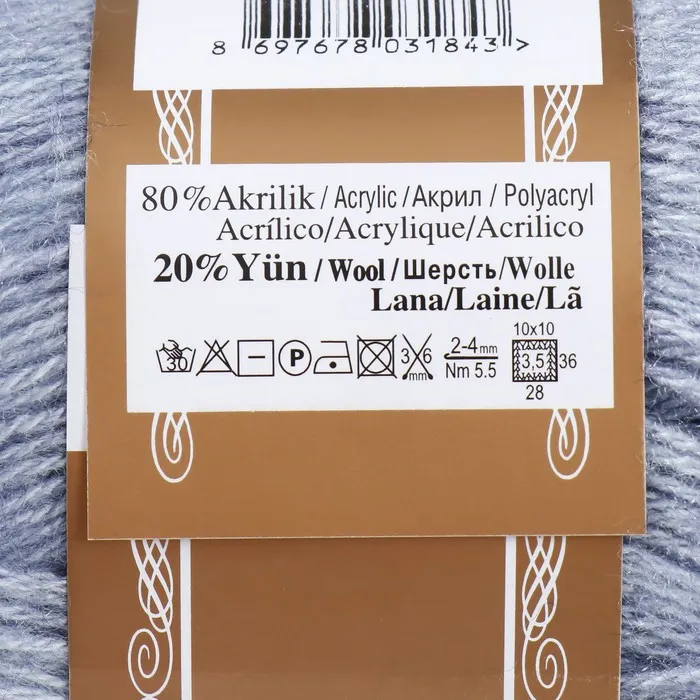 8 697678 031843 >
80 % Akrilik / Acrylic / Акрил / Polyacryl
Acrílico/Acrylique/Acrilico
20% Yün / Wool / Шерсть/Wolle
Lana/Laine/Lã
30 P 3 6 mm 2-4 mm Nm 5.5 10x10 3,5 36 28